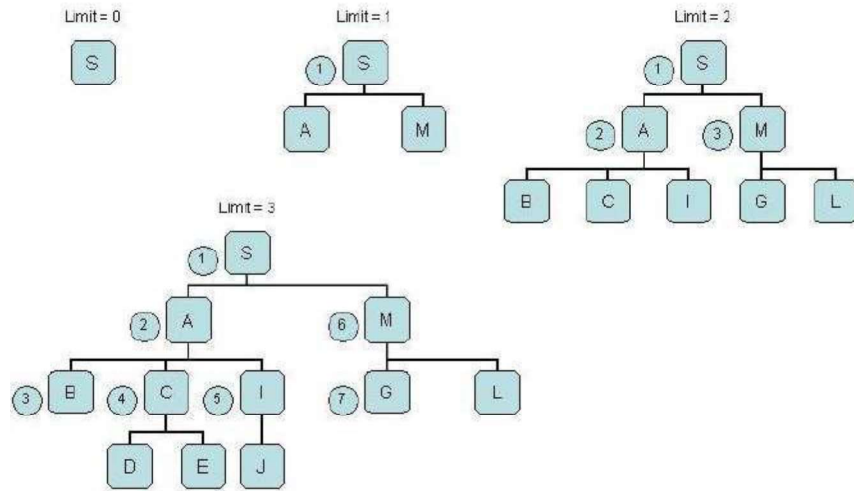 Limit = 0
Limit = 1
Limit = 2
S
1 S
1 S
A M
2 A 3 M
B C I G L
Limit = 3
1 S
2 A 6 M
3 B 4 C 5 I 7 G L
D E J